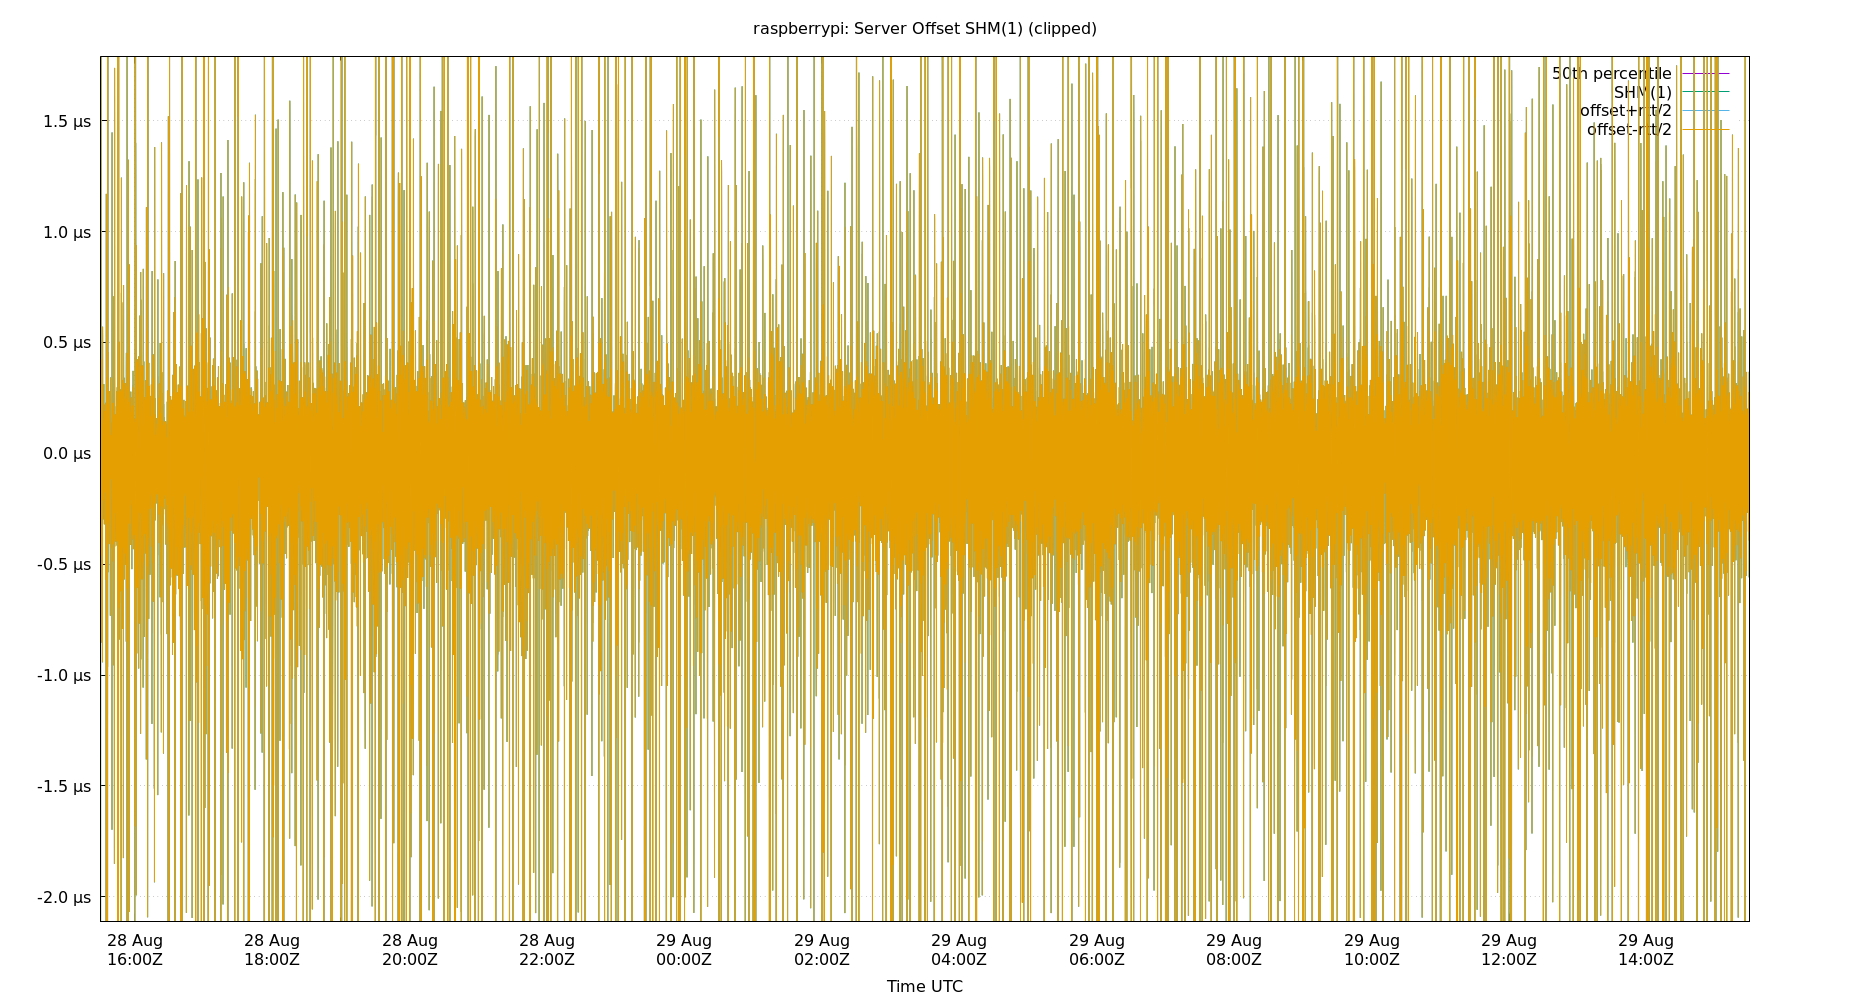 raspberrypi: Server Offset SHM(1) (clipped)
50th percentile
SHM(1)
offset+rtt/2
offset-rtt/2
1.5 µs
1.0 µs
0.5 µs
0.0 µs
-0.5 µs
-1.0 µs
-1.5 µs
-2.0 µs
28 Aug 28 Aug 28 Aug 28 Aug 29 Aug 29 Aug 29 Aug 29 Aug 29 Aug 29 Aug 29 Aug 29 Aug
16:00Z 18:00Z 20:00Z 22:00Z 00:00Z 02:00Z 04:00Z 06:00Z 08:00Z 10:00Z 12:00Z 14:00Z
Time UTC